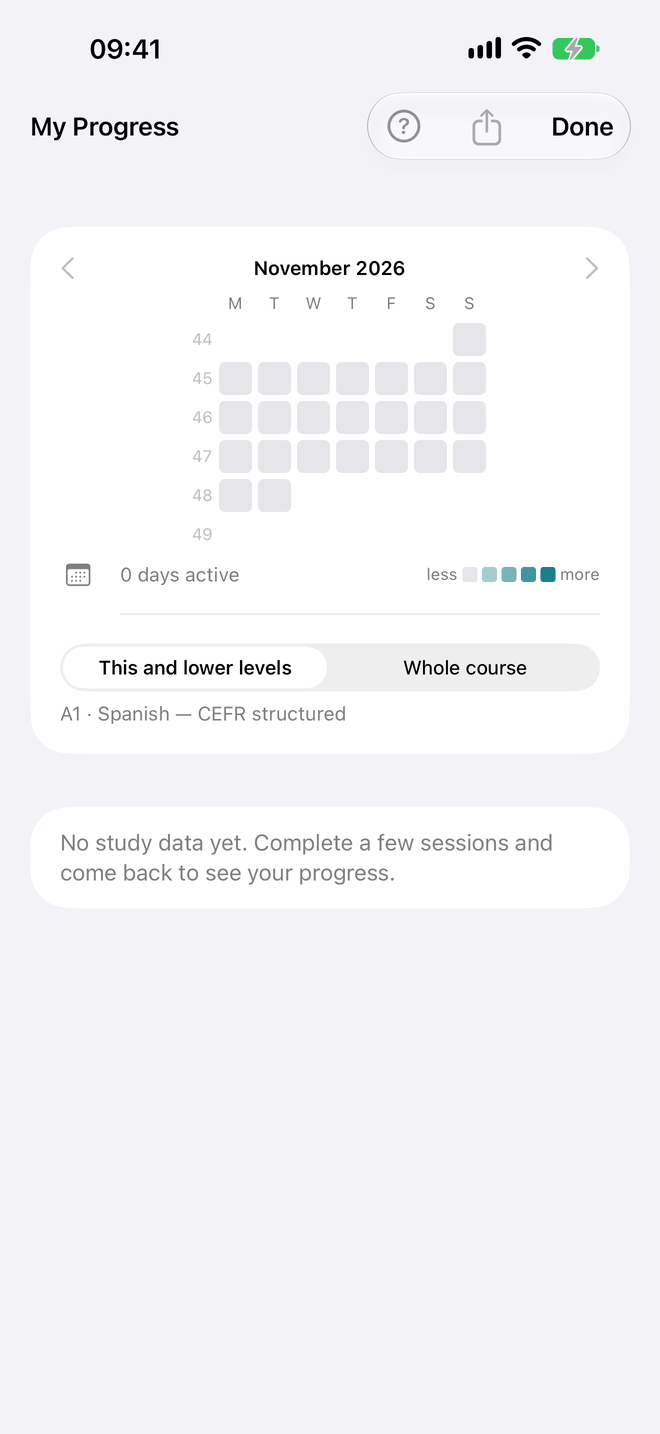 09:41
My Progress
? Done
November 2026
M T W T F S S
44
45
46
47
48
49
0 days active
less more
This and lower levels Whole course
A1 · Spanish — CEFR structured
No study data yet. Complete a few sessions and
come back to see your progress.